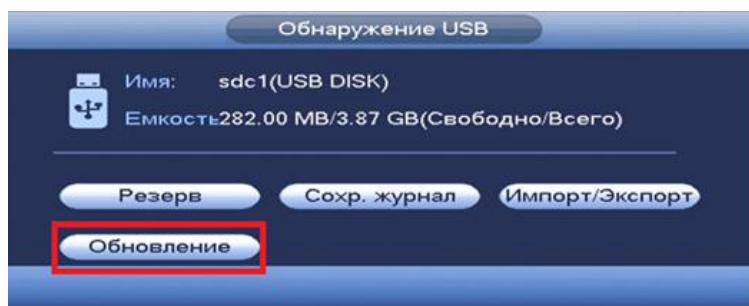 Обнаружение USB
Имя: sdc1(USB DISK)
Емкость282.00 MB/3.87 GB(Свободно/Всего)
Резерв Сохр. журнал Импорт/Экспорт
Обновление